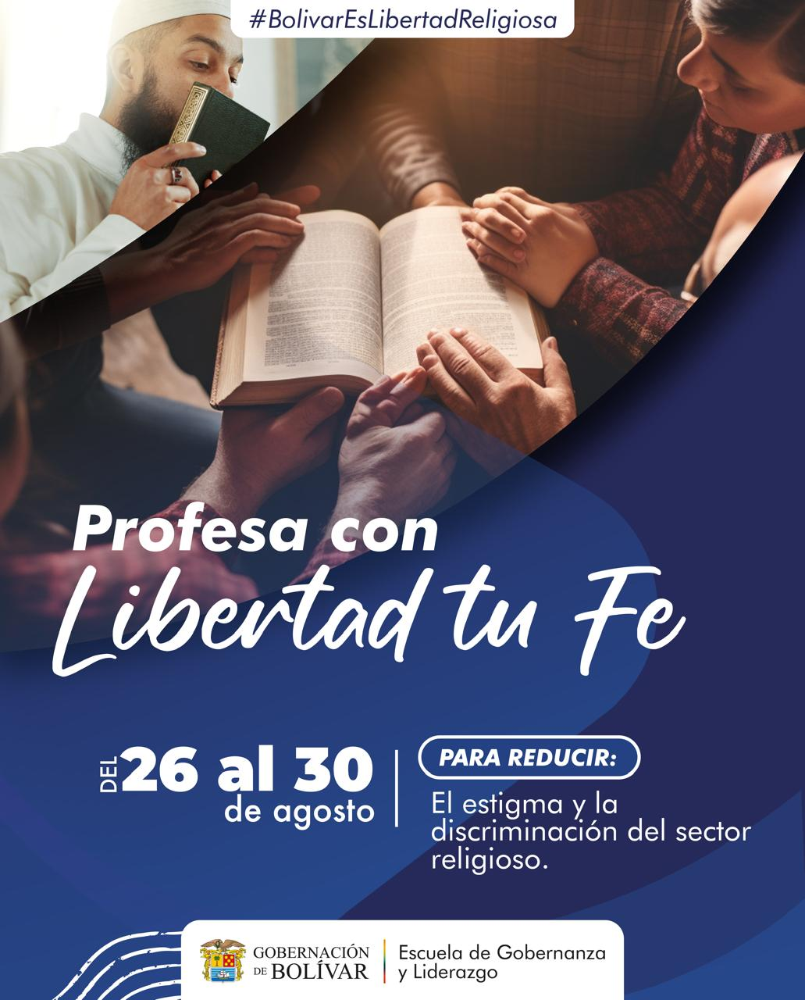 #BolivarEsLibertadReligiosa
Profesa con
Libertad tu Fe
DEL 26 al 30
de agosto
PARA REDUCIR:
El estigma y la
discriminación del sector
religioso.
GOBERNACIÓN
DE BOLÍVAR
Escuela de Gobernanza
y Liderazgo